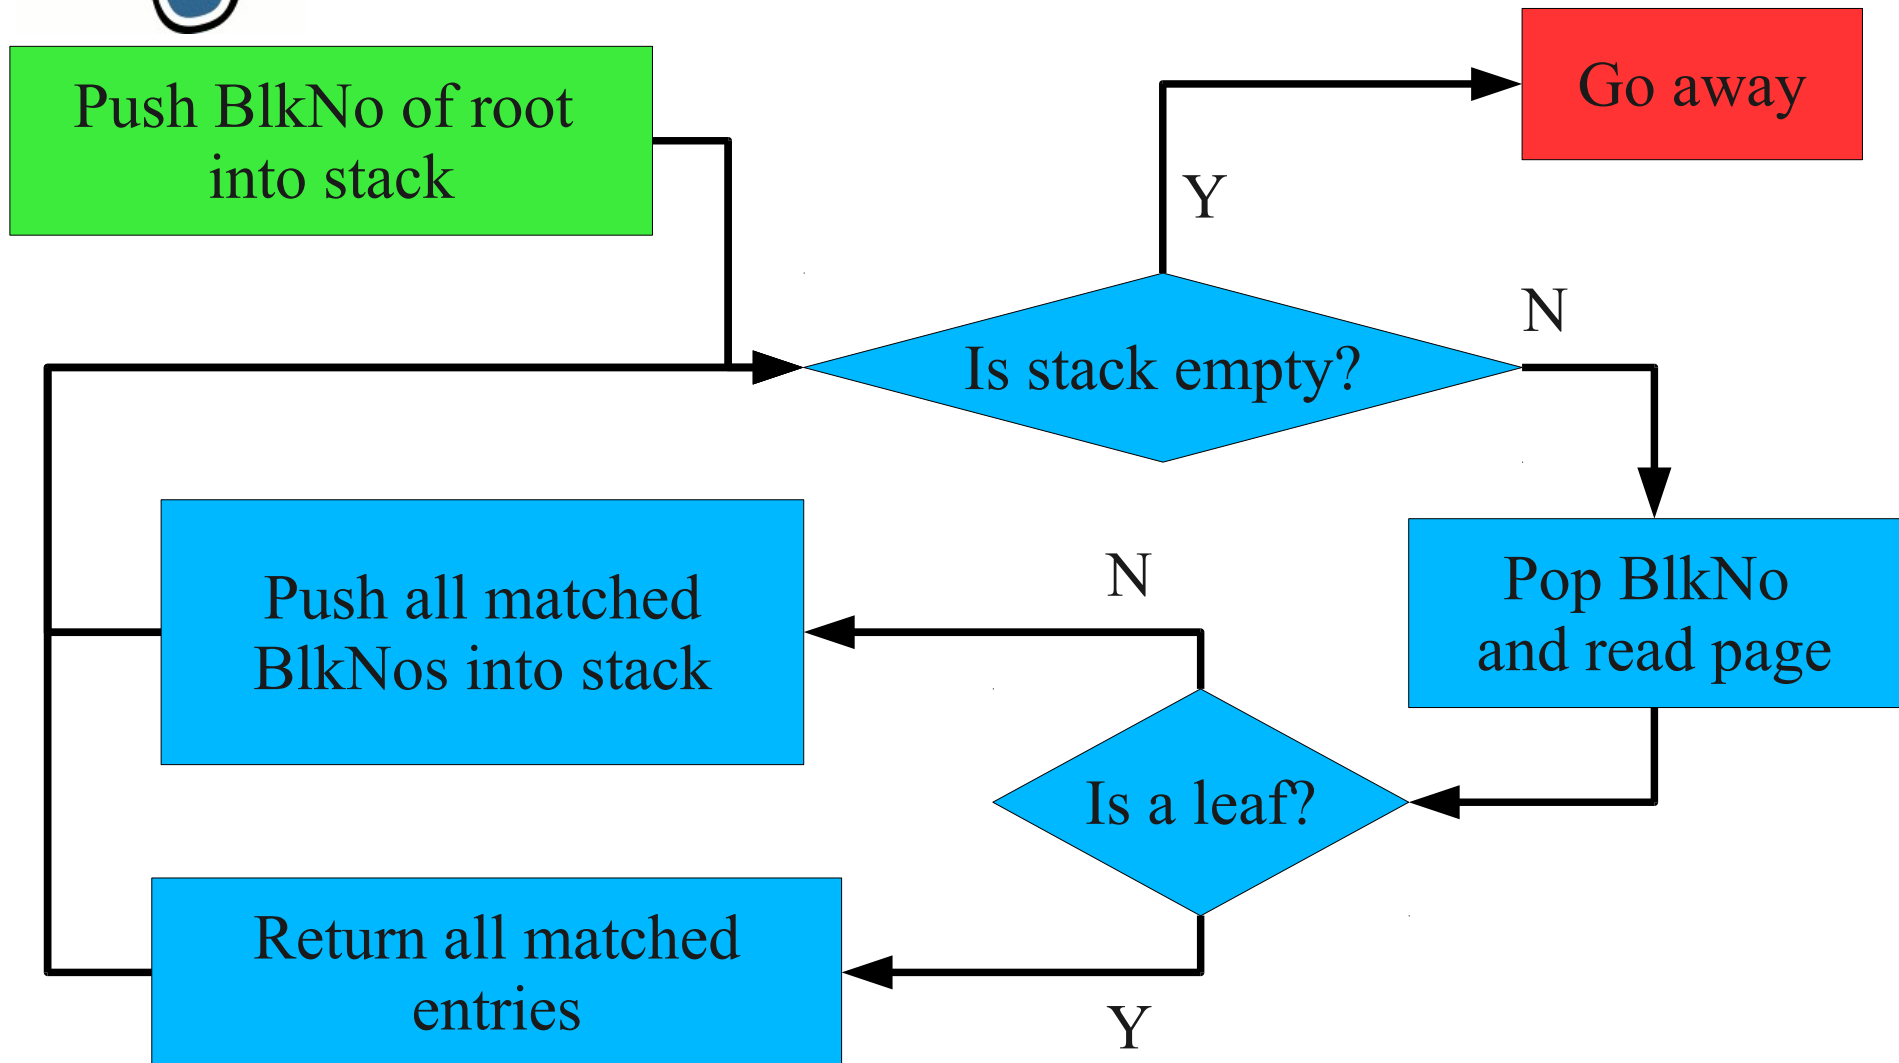 Push BlkNo of root
into stack
Go away
Y
N
Is stack empty?
Push all matched
BlkNos into stack
N
Pop BlkNo
and read page
Is a leaf?
Return all matched
entries
Y